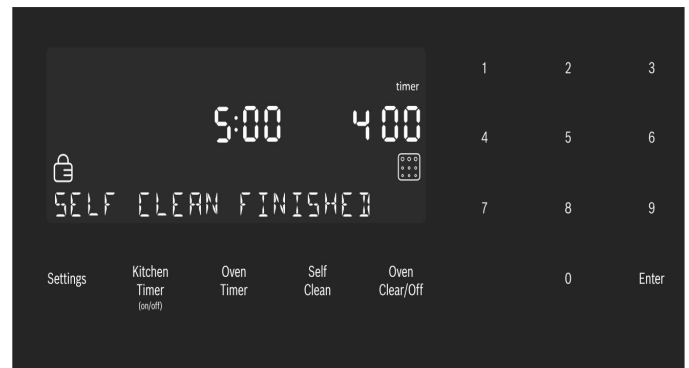 timer
5:00 4 00
SELF CLEAN FINISHED
Settings Kitchen Timer (on/off) Oven Timer Self Clean Oven Clear/Off
1 2 3
4 5 6
7 8 9
0 Enter